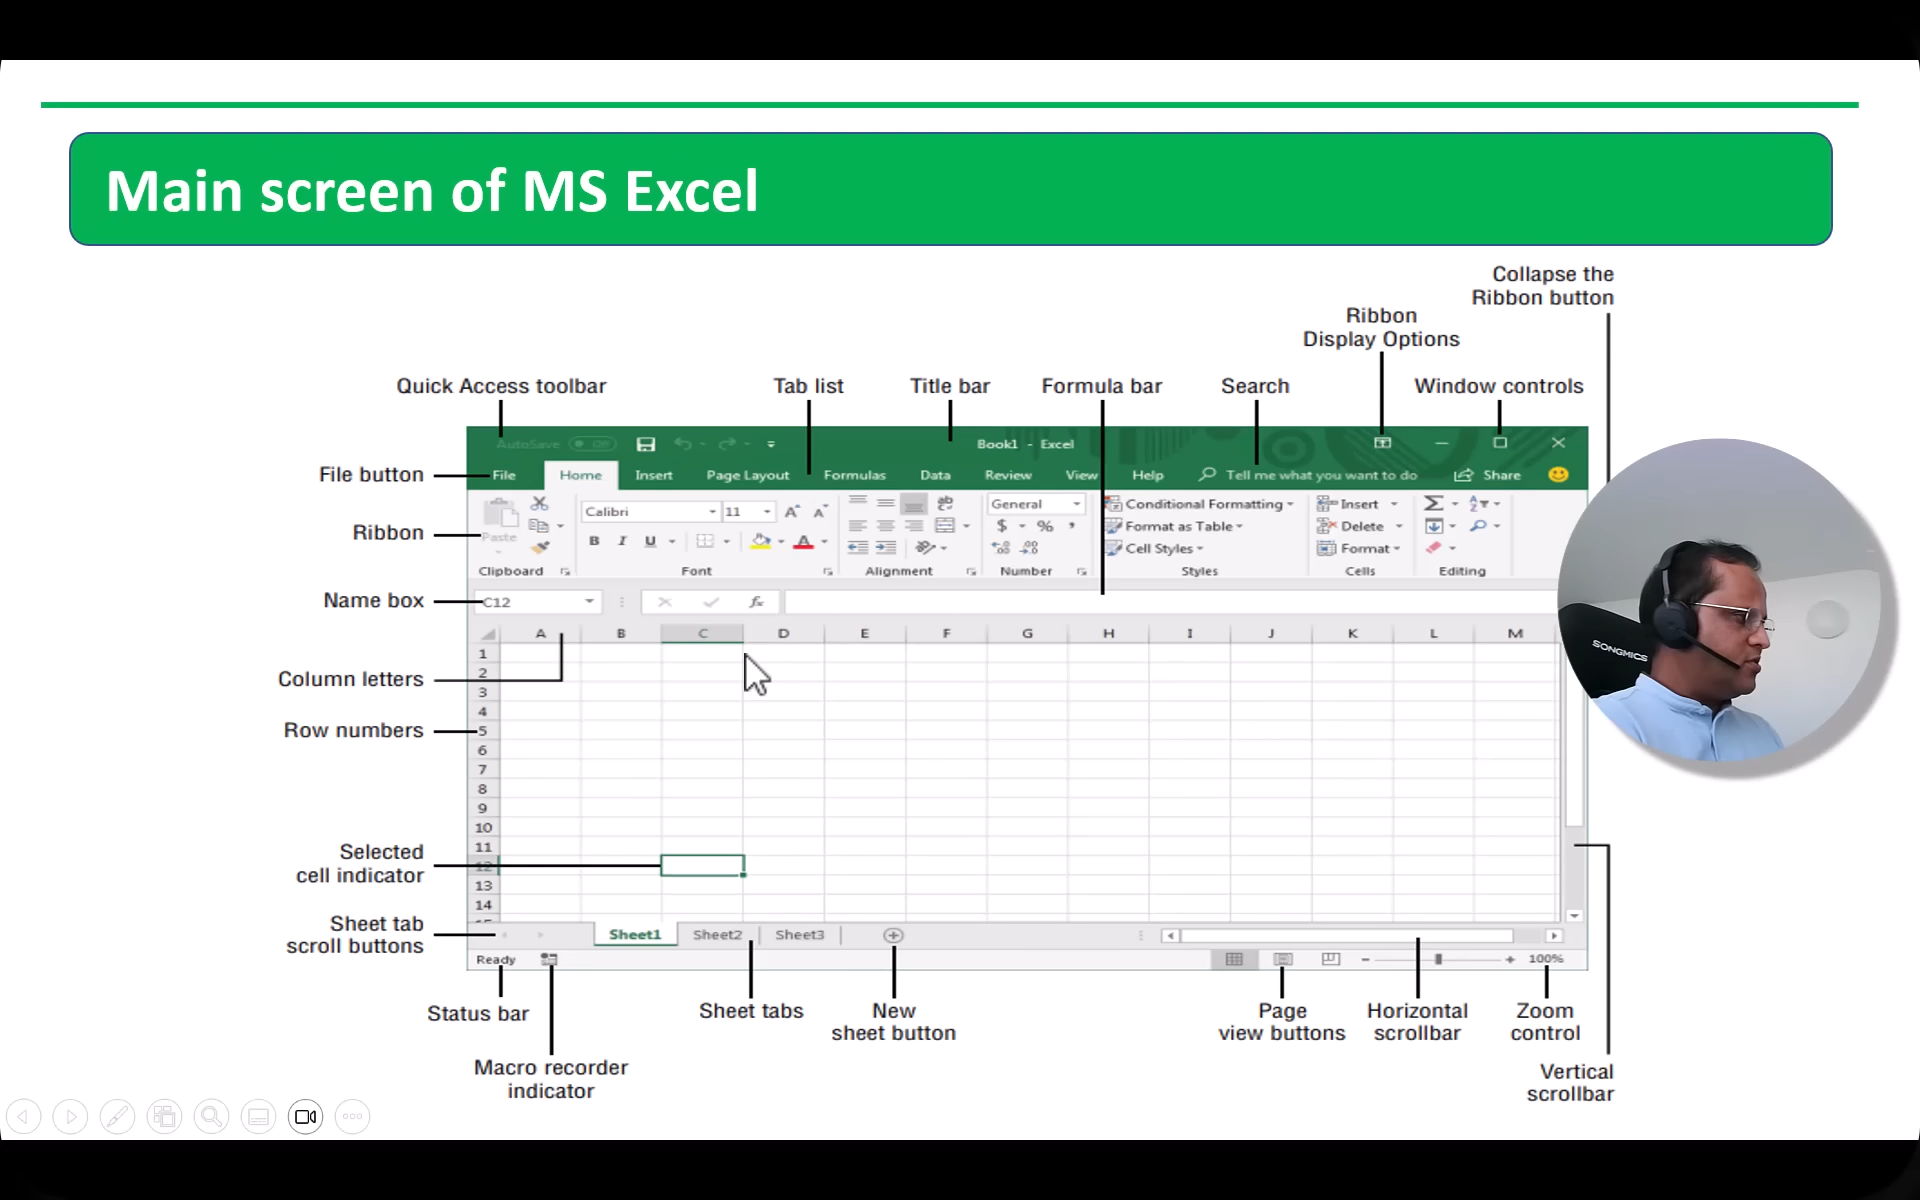 Main screen of MS Excel
Collapse the
Ribbon button
Ribbon
Display Options
Quick Access toolbar
Tab list
Title bar
Formula bar
Search
Window controls
AutoSave
Off
Book1 - Excel
File button
File
Home
Insert
Page Layout
Formulas
Data
Review
View
Help
Tell me what you want to do
Share
Ribbon
Paste
Calibri
11
B I U
A
General
$ % ,
Conditional Formatting
Format as Table
Cell Styles
Insert
Delete
Format
Clipboard
Font
Alignment
Number
Styles
Cells
Editing
Name box
C12
fx
A B C D E F G H I J K L M
Column letters
Row numbers
1
2
3
4
5
6
7
8
9
10
11
12
13
14
SONGMICS
Selected
cell indicator
Sheet tab
scroll buttons
Sheet1
Sheet2
Sheet3
Ready
100%
Status bar
Sheet tabs
New
sheet button
Page
view buttons
Horizontal
scrollbar
Zoom
control
Macro recorder
indicator
Vertical
scrollbar